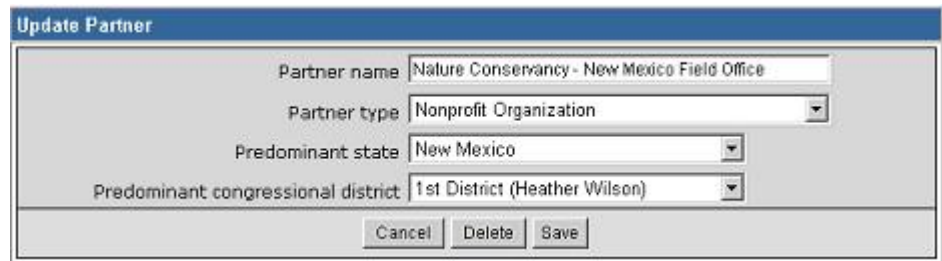 Update Partner
Partner name Nature Conservancy - New Mexico Field Office
Partner type Nonprofit Organization
Predominant state New Mexico
Predominant congressional district 1st District (Heather Wilson)
Cancel Delete Save